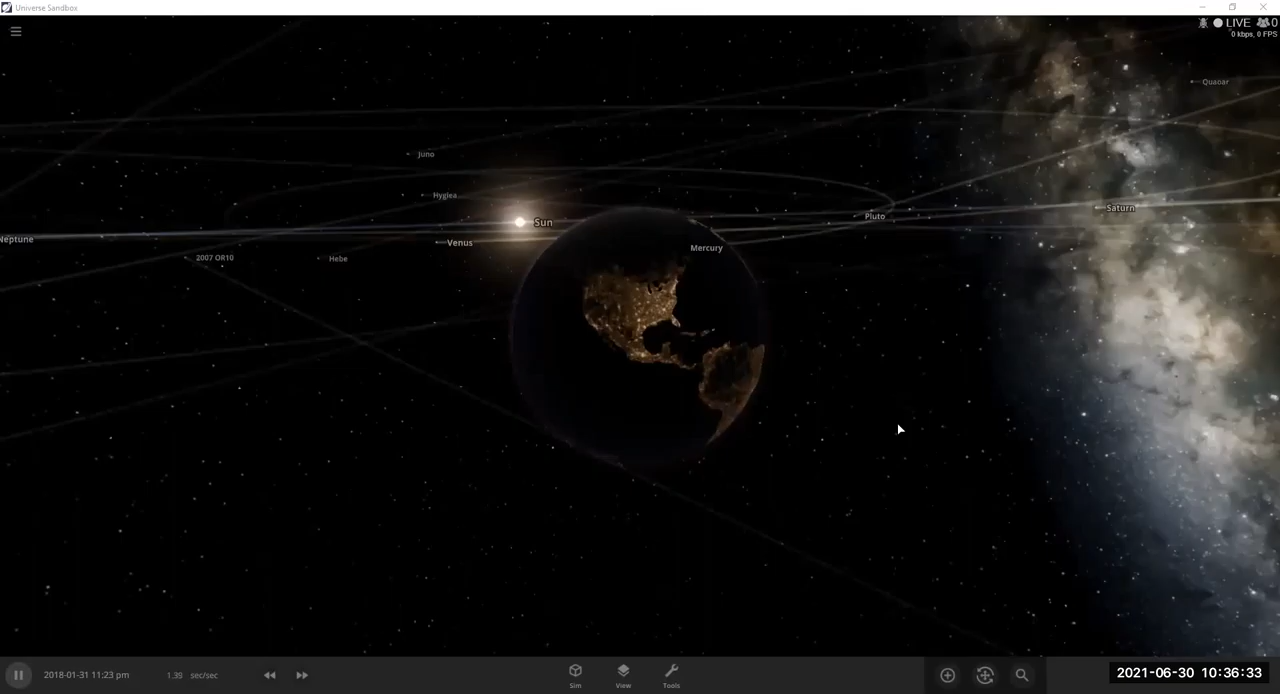 Universe Sandbox
LIVE 0
0 kbps, 0 FPS
Quaoar
Juno
Hygiea
Sun
Pluto
Saturn
Neptune
Venus
Mercury
2007 OR10
Hebe
2018-01-31 11:23 pm
1.39 sec/sec
Sim
View
Tools
2021-06-30 10:36:33